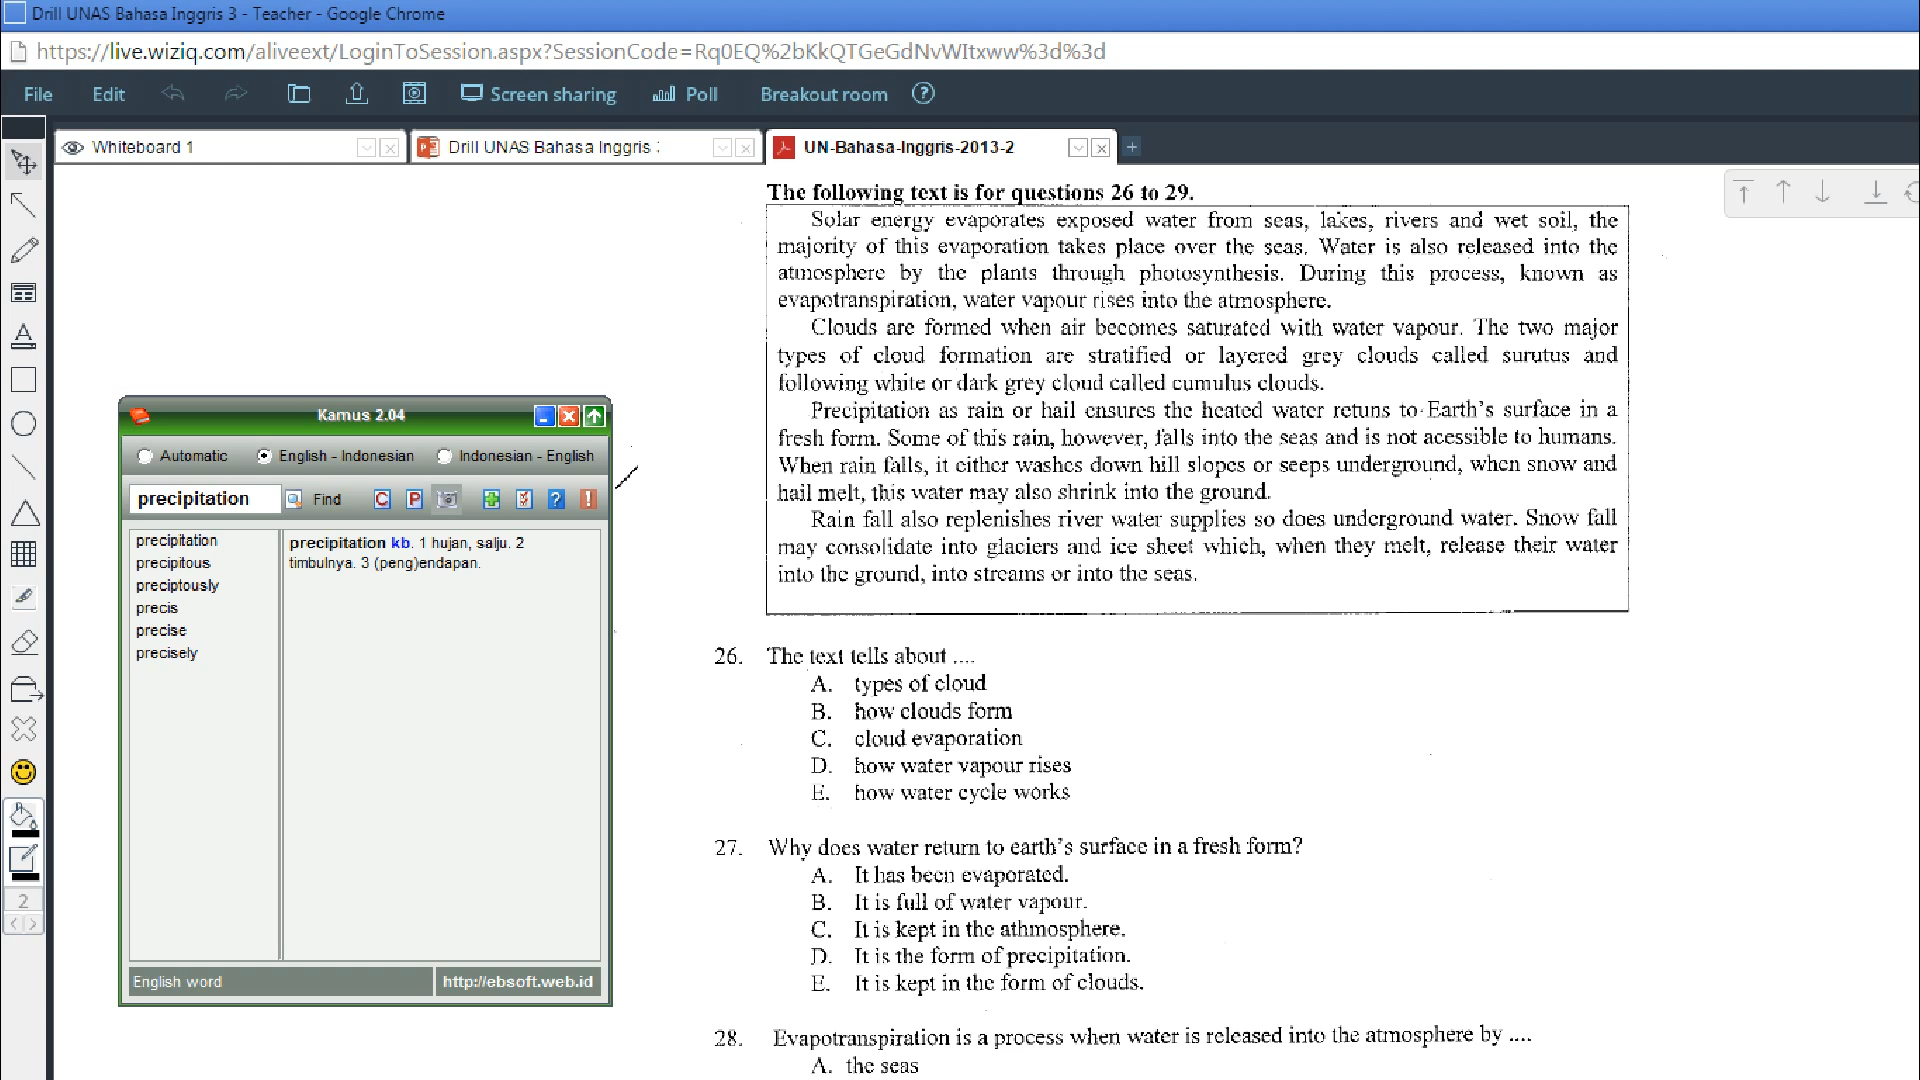 Drill UNAS Bahasa Inggris 3 - Teacher - Google Chrome
https://live.wiziq.com/aliveext/LoginToSession.aspx?SessionCode=Rq0EQ%2bKkQTGeGdNvWItxww%3d%3d
File Edit Screen sharing Poll Breakout room ?
Whiteboard 1
Drill UNAS Bahasa Inggris :
UN-Bahasa-Inggris-2013-2
+
The following text is for questions 26 to 29.
Solar energy evaporates exposed water from seas, lakes, rivers and wet soil, the
majority of this evaporation takes place over the seas. Water is also released into the
atmosphere by the plants through photosynthesis. During this process, known as
evapotranspiration, water vapour rises into the atmosphere.
Clouds are formed when air becomes saturated with water vapour. The two major
types of cloud formation are stratified or layered grey clouds called surutus and
following white or dark grey cloud called cumulus clouds.
Precipitation as rain or hail ensures the heated water retuns to Earth's surface in a
fresh form. Some of this rain, however, falls into the seas and is not acessible to humans.
When rain falls, it either washes down hill slopes or seeps underground, when snow and
hail melt, this water may also shrink into the ground.
Rain fall also replenishes river water supplies so does underground water. Snow fall
may consolidate into glaciers and ice sheet which, when they melt, release their water
into the ground, into streams or into the seas.
26. The text tells about ....
A. types of cloud
B. how clouds form
C. cloud evaporation
D. how water vapour rises
E. how water cycle works
27. Why does water return to earth's surface in a fresh form?
A. It has been evaporated.
B. It is full of water vapour.
C. It is kept in the athmosphere.
D. It is the form of precipitation.
E. It is kept in the form of clouds.
28. Evapotranspiration is a process when water is released into the atmosphere by ....
A. the seas
Kamus 2.04
Automatic English - Indonesian Indonesian - English
precipitation Find C P ? !
precipitation
precipitous
preciptously
precis
precise
precisely
precipitation kb. 1 hujan, salju. 2
timbulnya. 3 (peng)endapan.
English word
http://ebsoft.web.id
A
2